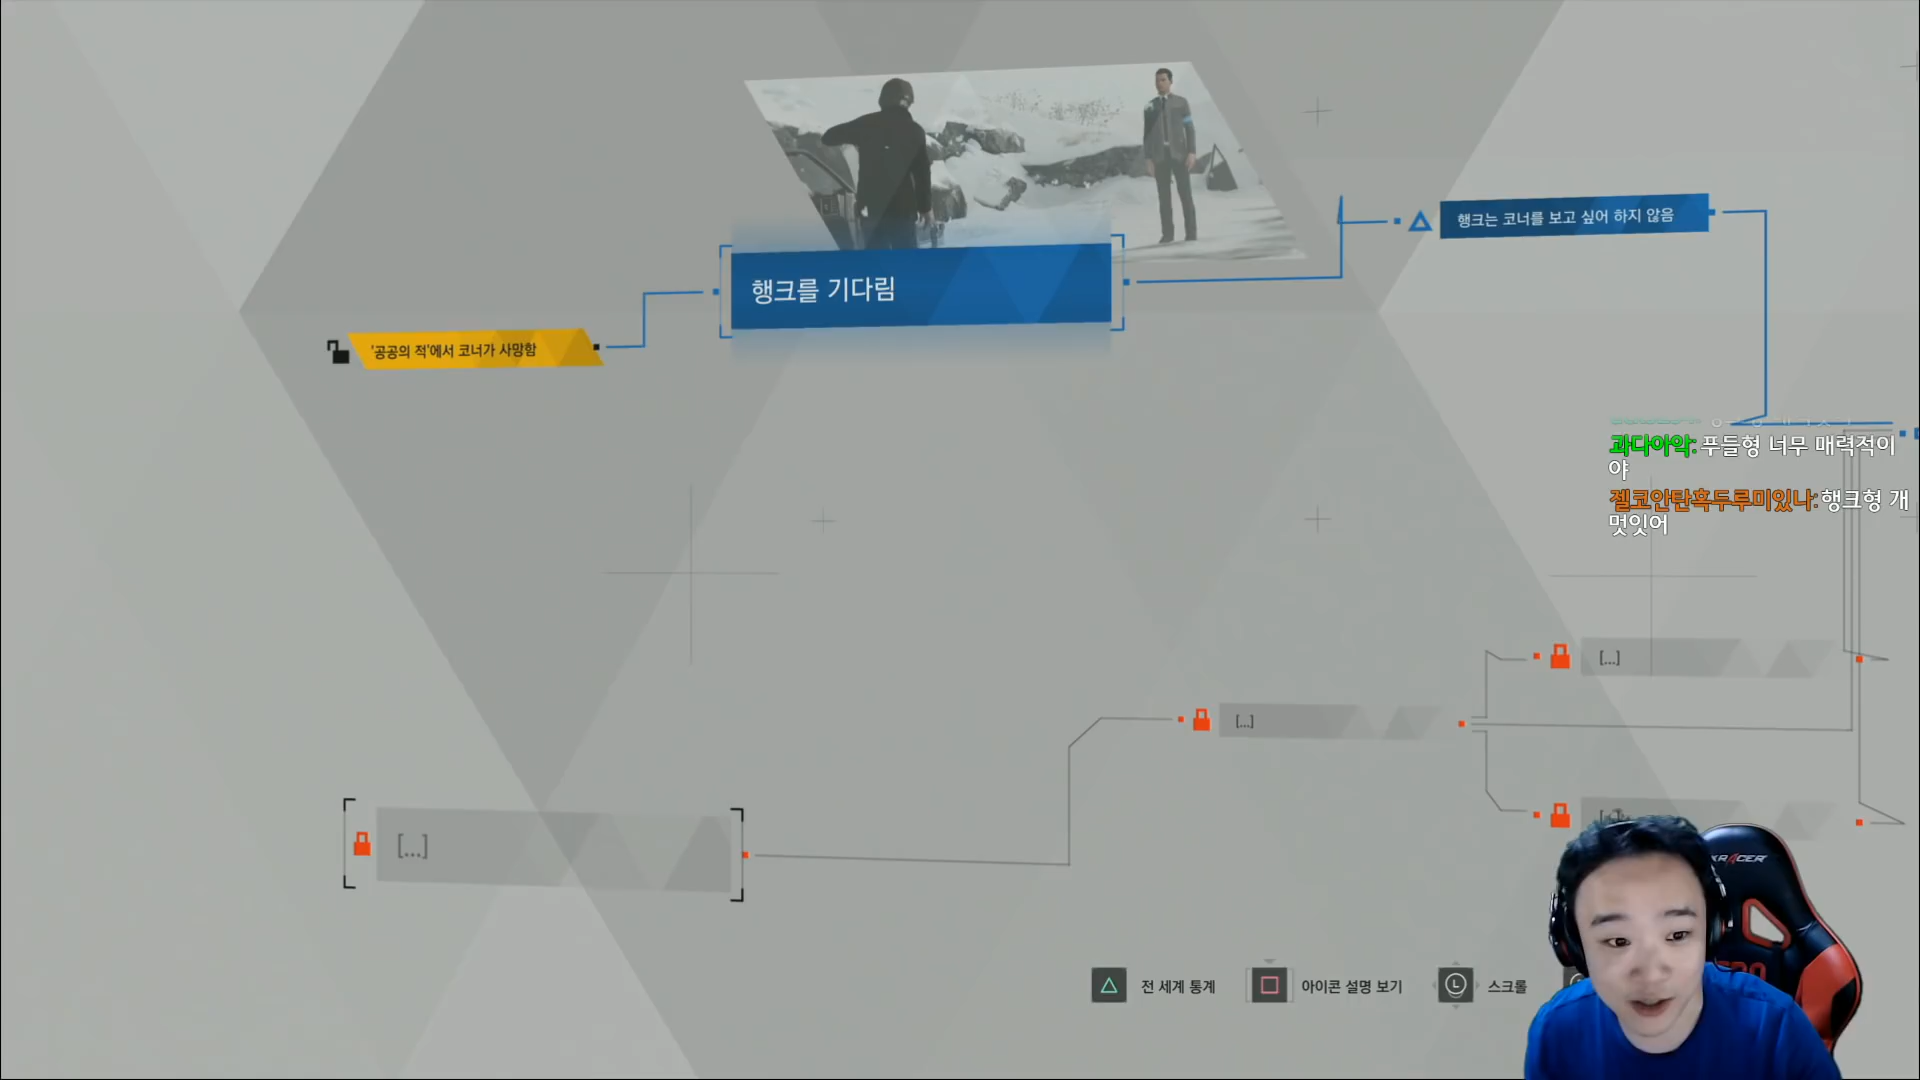 행크는 코너를 보고 싶어 하지 않음
행크를 기다림
'공공의 적'에서 코너가 사망함
과다아악: 푸들형 너무 매력적이
야
젤코안탄흑두루미있나: 행크형 개
멋잇어
[...]
[...]
[...]
전 세계 통계
아이콘 설명 보기
L
스크롤